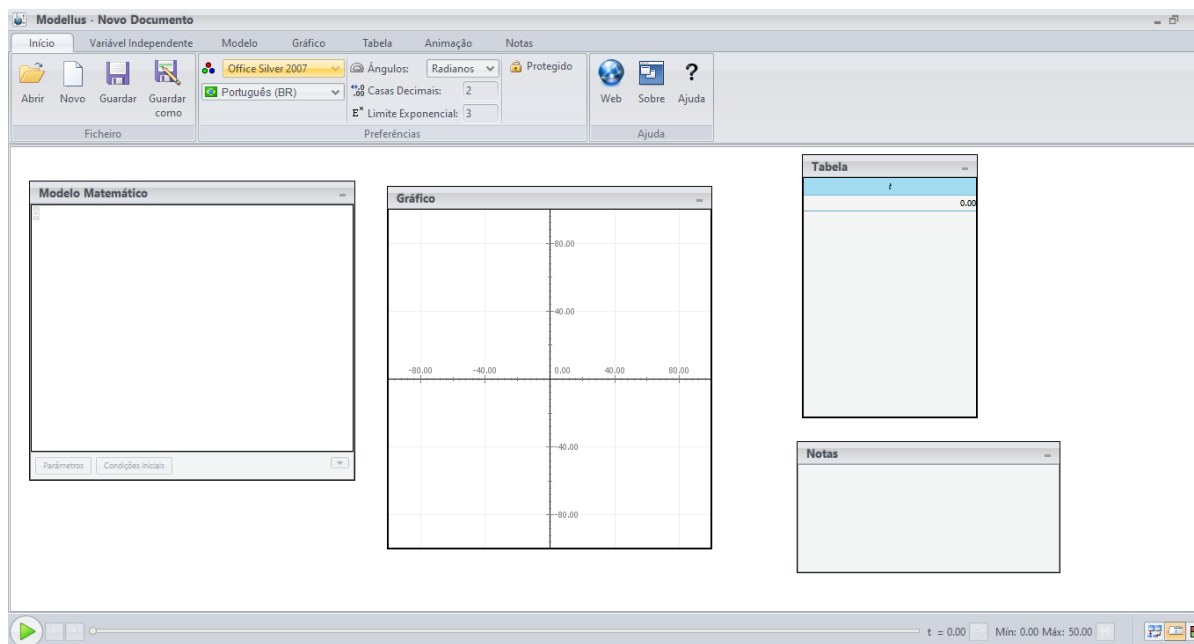 Modellus - Novo Documento
Início Variável Independente Modelo Gráfico Tabela Animação Notas
Office Silver 2007 Ângulos: Radianos Protegido
Português (BR) Casas Decimais: 2
Abrir Novo Guardar Guardar como Limite Exponencial: 3 Web Sobre Ajuda
Ficheiro Preferências Ajuda
Modelo Matemático
Parâmetros Condições Iniciais
Gráfico
80.00
40.00
-80.00 -40.00 0.00 40.00 80.00
-40.00
-80.00
Tabela
t
0.00
Notas
t = 0.00 Mín: 0.00 Máx: 50.00